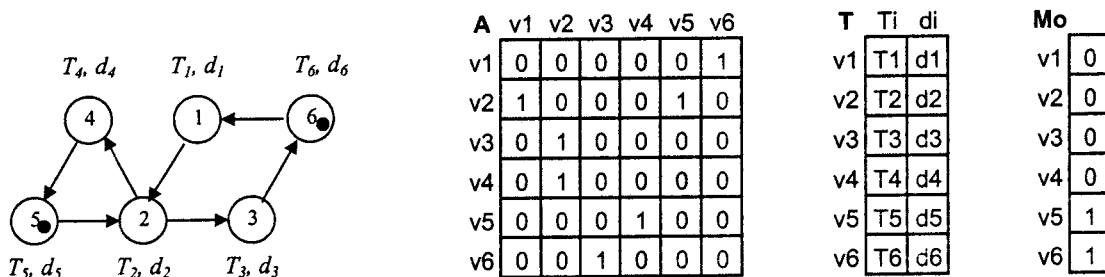 T4, d4 T1, d1 T6, d6
4 1 6
5 2 3
T5, d5 T2, d2 T3, d3
A v1 v2 v3 v4 v5 v6
v1 0 0 0 0 0 1
v2 1 0 0 0 1 0
v3 0 1 0 0 0 0
v4 0 1 0 0 0 0
v5 0 0 0 1 0 0
v6 0 0 1 0 0 0
T Ti di
v1 T1 d1
v2 T2 d2
v3 T3 d3
v4 T4 d4
v5 T5 d5
v6 T6 d6
Mo
v1 0
v2 0
v3 0
v4 0
v5 1
v6 1